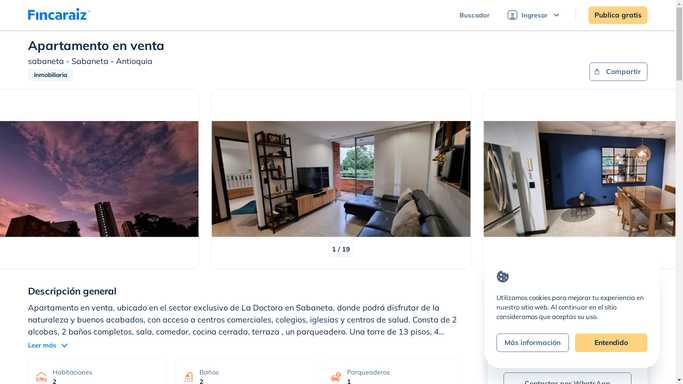 Fincaraiz
Buscador
Ingresar
Publica gratis
Apartamento en venta
sabaneta - Sabaneta - Antioquia
Inmobiliaria
Compartir
1 / 19
Descripción general
Apartamento en venta, ubicado en el sector exclusivo de La Doctora en Sabaneta, donde podrá disfrutar de la
naturaleza y buenos acabados, con acceso a centros comerciales, colegios, iglesias y centros de salud. Consta de 2
alcobas, 2 baños completos, sala, comedor, cocina cerrada, terraza , un parqueadero. Una torre de 13 pisos, 4...
Leer más
Habitaciones
2
Baños
2
Parqueaderos
1
Utilizamos cookies para mejorar tu experiencia en
nuestro sitio web. Al continuar en el sitio
consideramos que aceptás su uso.
Más información
Entendido
Contactar por WhatsApp